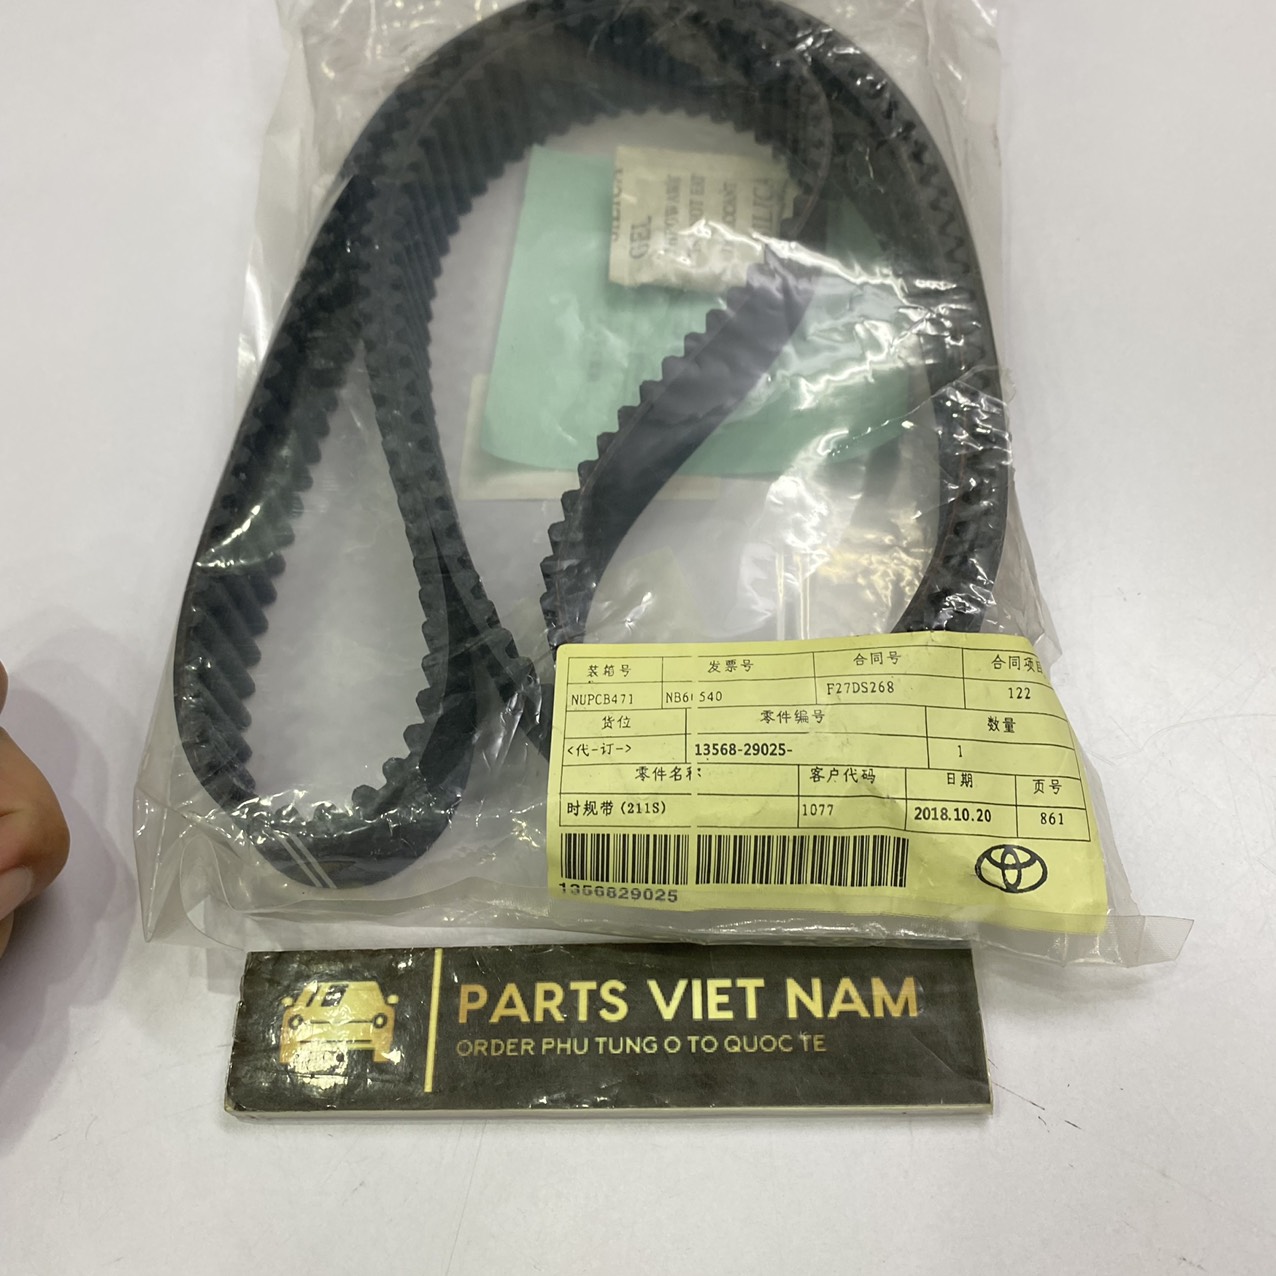 GEL
装箱号 发票号 合同号 合同项目
NUPCB471 NB6 540 F27DS268 122
货位 零件编号 数量
<代-订-> 13568-29025- 1
零件名称 客户代码 日期 页号
时规带(211S) 1077 2018.10.20 861
1356829025
PARTS VIET NAM
ORDER PHU TUNG O TO QUOC TE